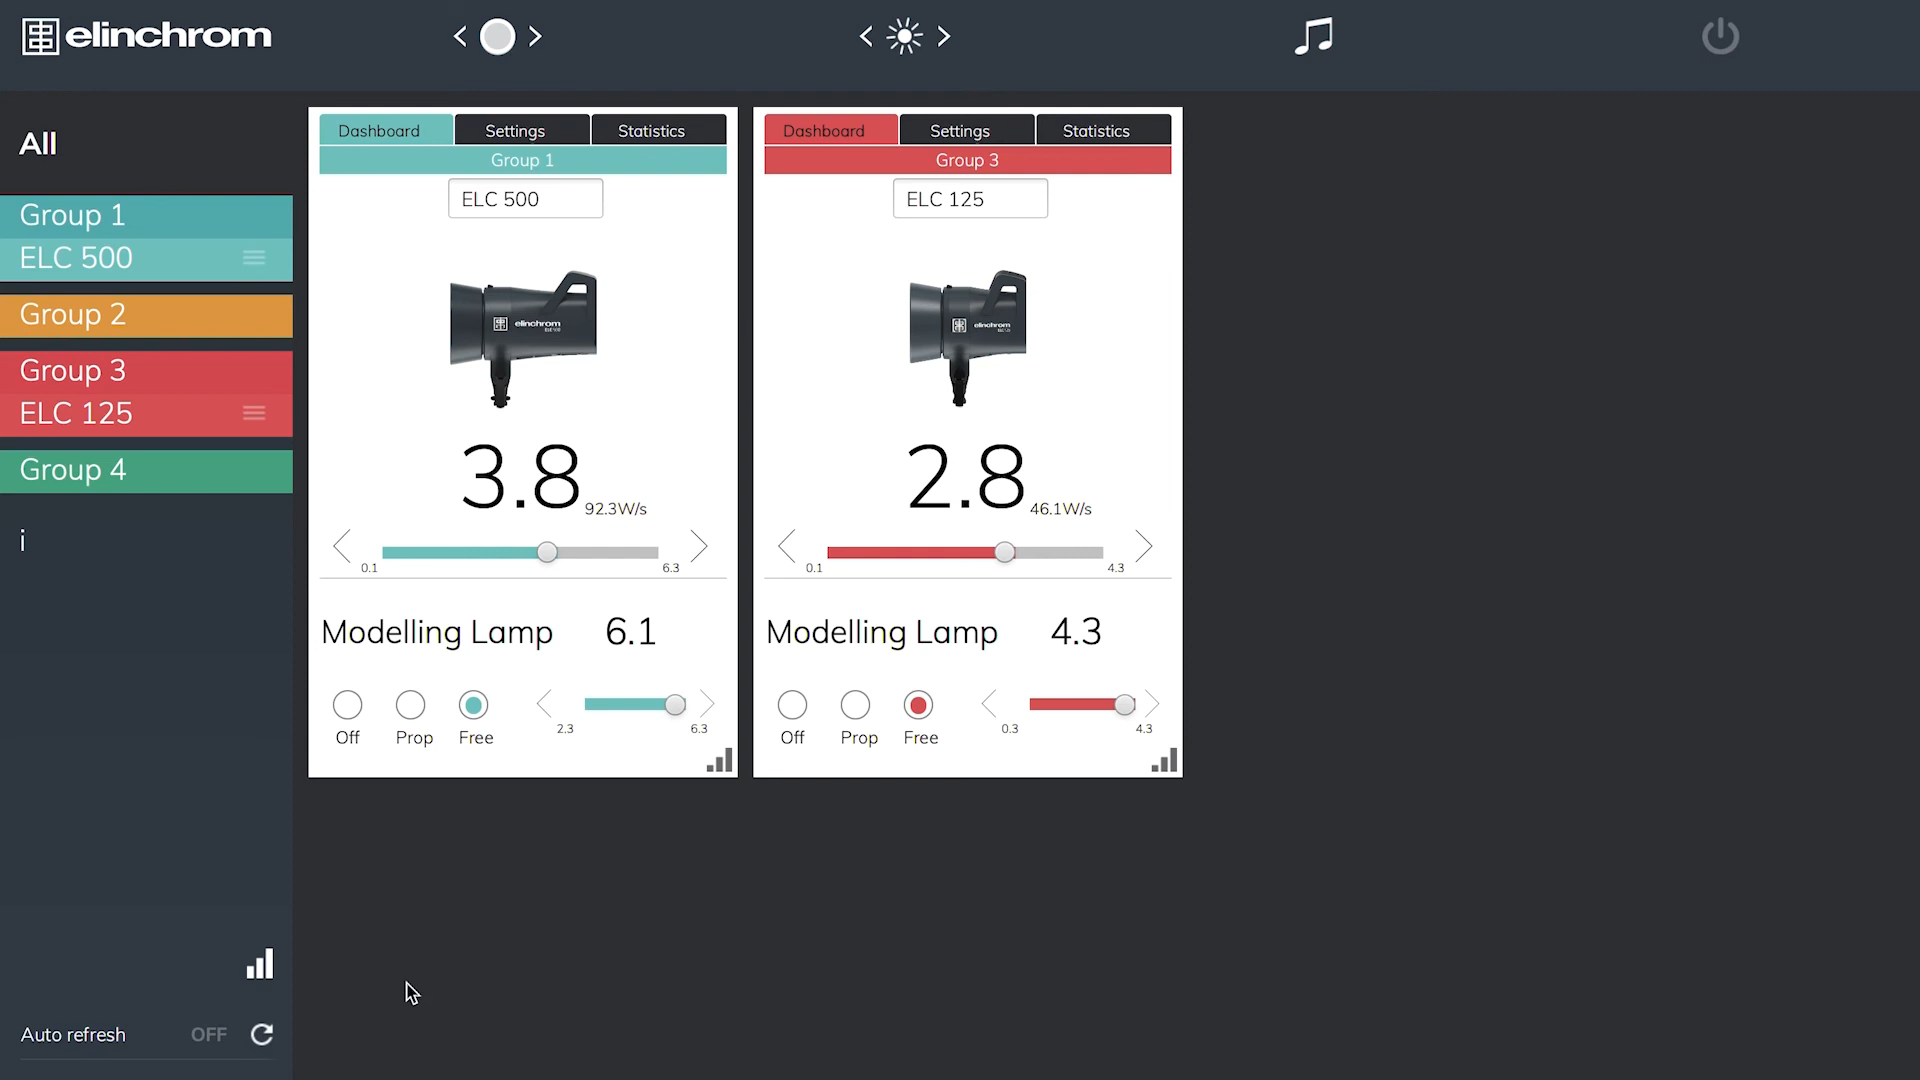 elinchrom
All
Group 1
ELC 500
Group 2
Group 3
ELC 125
Group 4
i
Auto refresh OFF
Dashboard Settings Statistics
Group 1
ELC 500
elinchrom
3.8 92.3W/s
0.1 6.3
Modelling Lamp 6.1
Off Prop Free
2.3 6.3
Dashboard Settings Statistics
Group 3
ELC 125
elinchrom
2.8 46.1W/s
0.1 4.3
Modelling Lamp 4.3
Off Prop Free
0.3 4.3